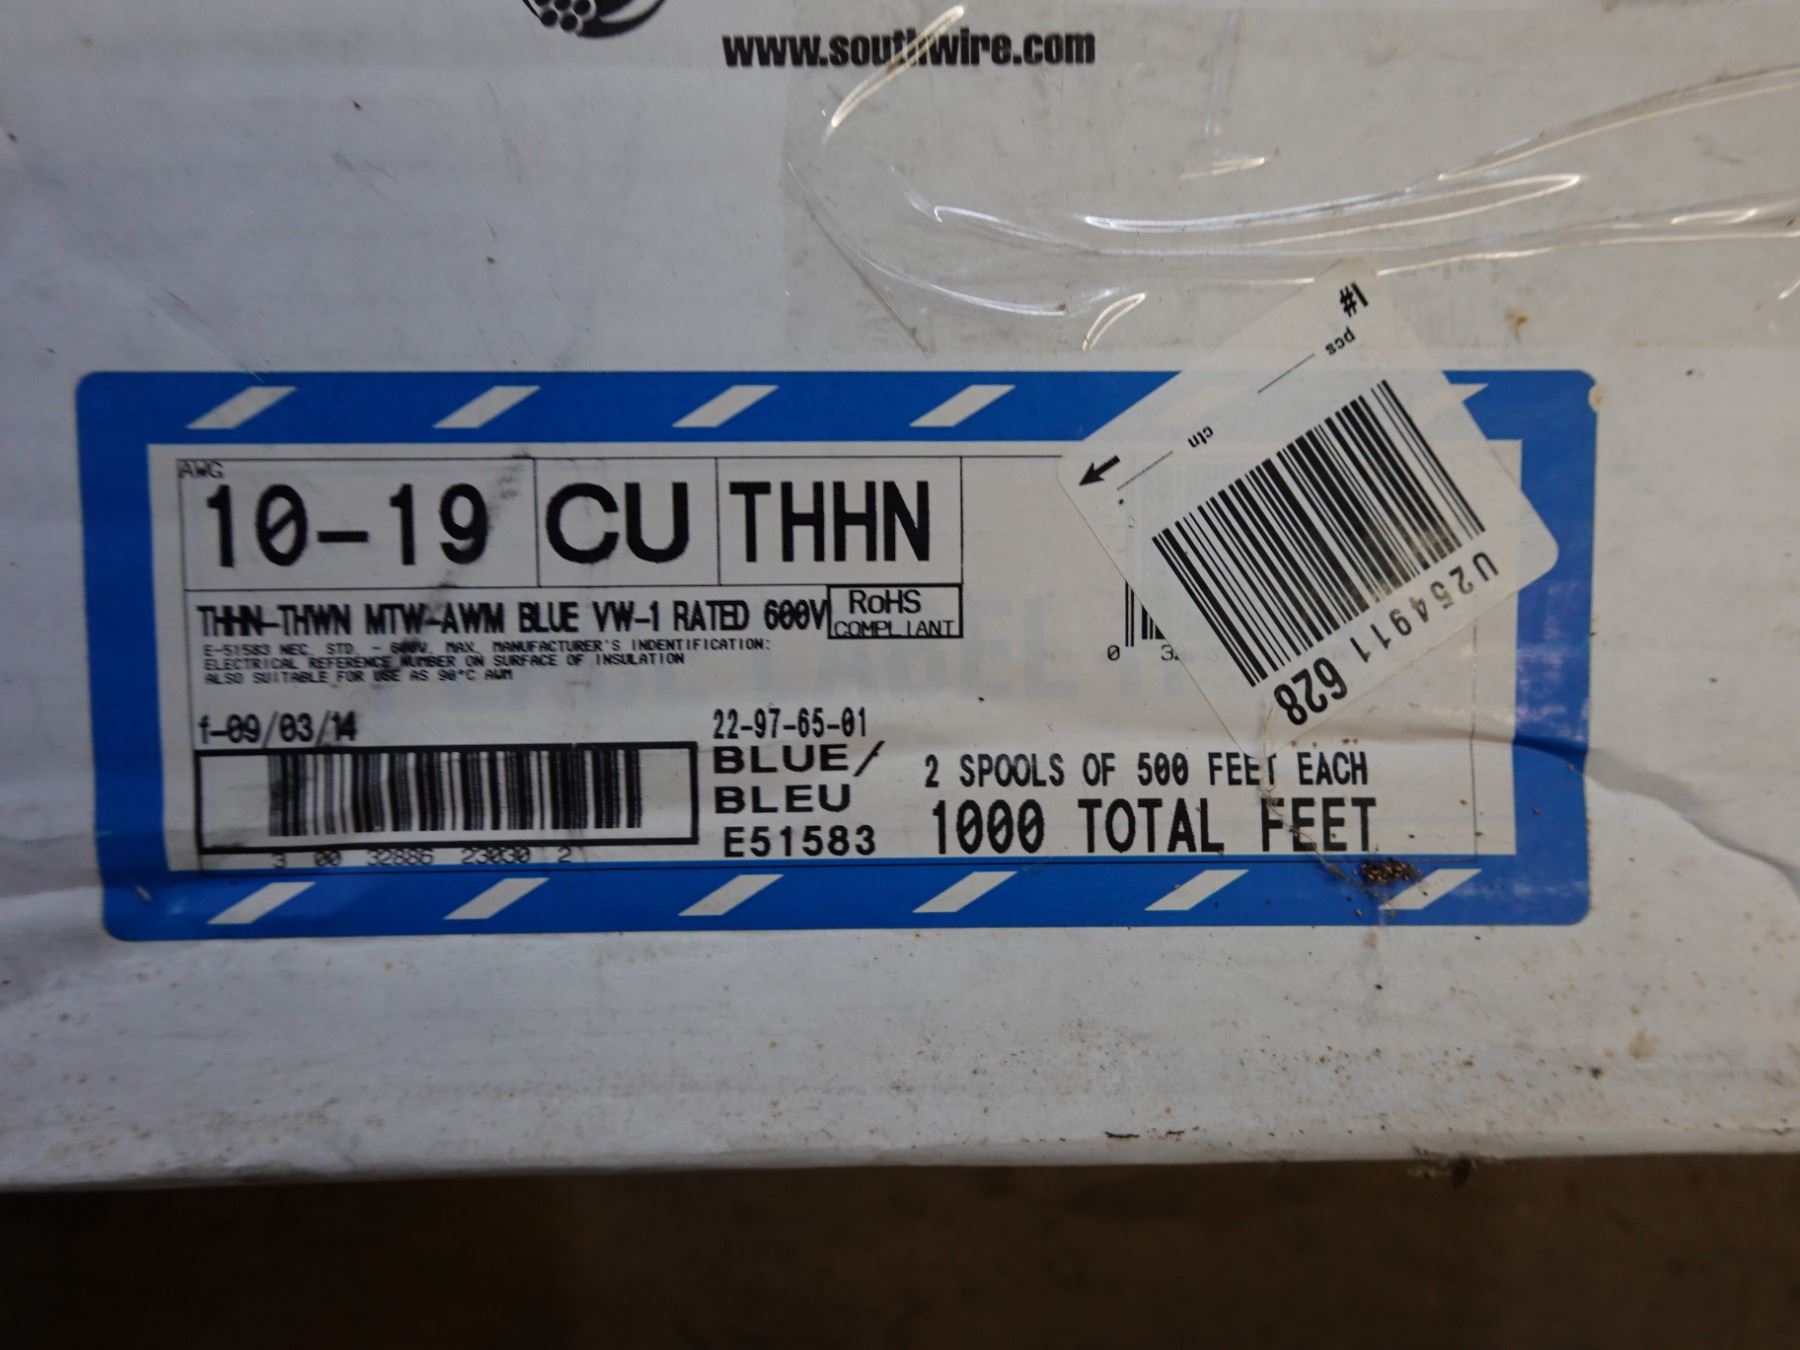 www.southwire.com
I#
pcs
ctn
U254911 628
AWG
10-19 CU THHN
THHN-THWN MTW-AWM BLUE VW-1 RATED 600V
RoHS
COMPLIANT
E-51583 NEC STD. - 600V. MAX. MANUFACTURER'S INDENTIFICATION:
ELECTRICAL REFERENCE NUMBER ON SURFACE OF INSULATION
ALSO SUITABLE FOR USE AS 90°C AWM
0 3
f-09/03/14
22-97-65-01
BLUE/
BLEU
E51583
2 SPOOLS OF 500 FEET EACH
1000 TOTAL FEET
3 00 32886 23030 2